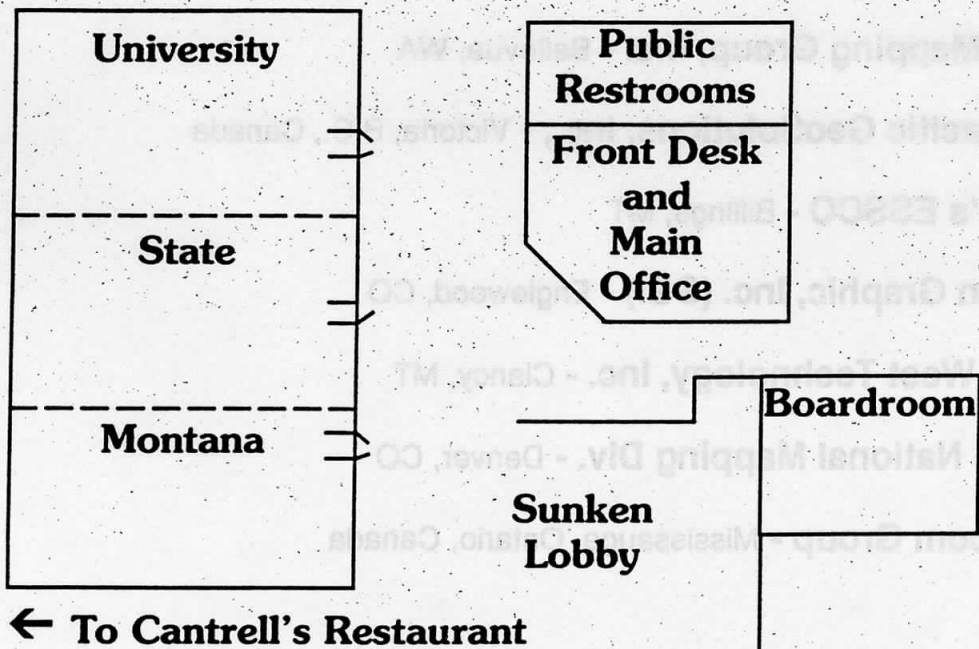 University
State
Montana
Public
Restrooms
Front Desk
and
Main
Office
Boardroom
Sunken
Lobby
← To Cantrell's Restaurant